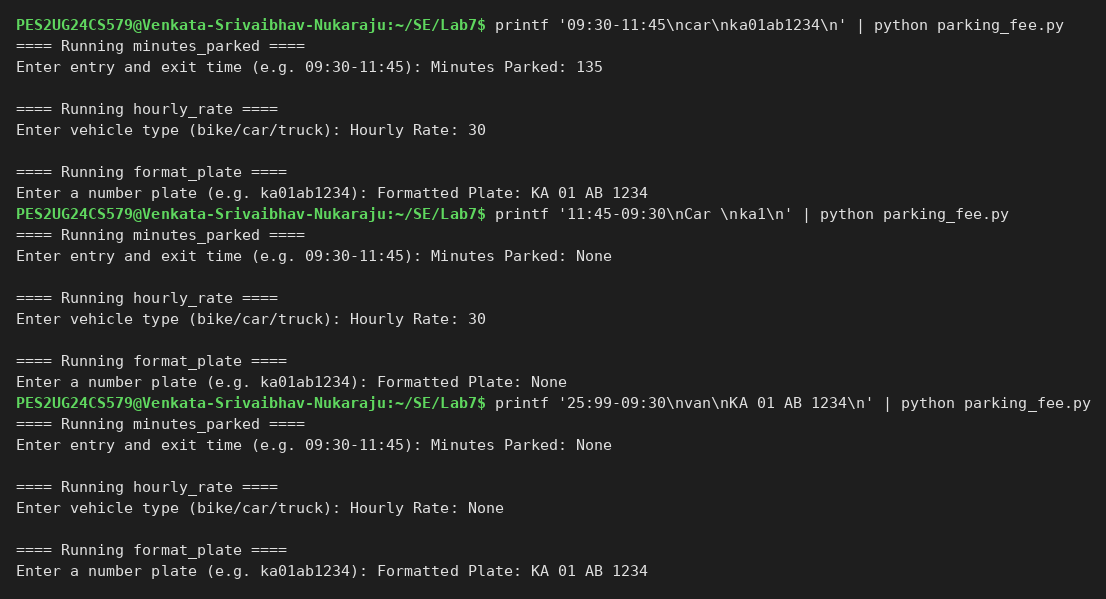 PES2UG24CS579@Venkata-Srivaibhav-Nukaraju:~/SE/Lab7$ printf '09:30-11:45\ncar\nka01ab1234\n' | python parking_fee.py
==== Running minutes_parked ====
Enter entry and exit time (e.g. 09:30-11:45): Minutes Parked: 135
==== Running hourly_rate ====
Enter vehicle type (bike/car/truck): Hourly Rate: 30
==== Running format_plate ====
Enter a number plate (e.g. ka01ab1234): Formatted Plate: KA 01 AB 1234
PES2UG24CS579@Venkata-Srivaibhav-Nukaraju:~/SE/Lab7$ printf '11:45-09:30\nCar \nka1\n' | python parking_fee.py
==== Running minutes_parked ====
Enter entry and exit time (e.g. 09:30-11:45): Minutes Parked: None
==== Running hourly_rate ====
Enter vehicle type (bike/car/truck): Hourly Rate: 30
==== Running format_plate ====
Enter a number plate (e.g. ka01ab1234): Formatted Plate: None
PES2UG24CS579@Venkata-Srivaibhav-Nukaraju:~/SE/Lab7$ printf '25:99-09:30\nvan\nKA 01 AB 1234\n' | python parking_fee.py
==== Running minutes_parked ====
Enter entry and exit time (e.g. 09:30-11:45): Minutes Parked: None
==== Running hourly_rate ====
Enter vehicle type (bike/car/truck): Hourly Rate: None
==== Running format_plate ====
Enter a number plate (e.g. ka01ab1234): Formatted Plate: KA 01 AB 1234